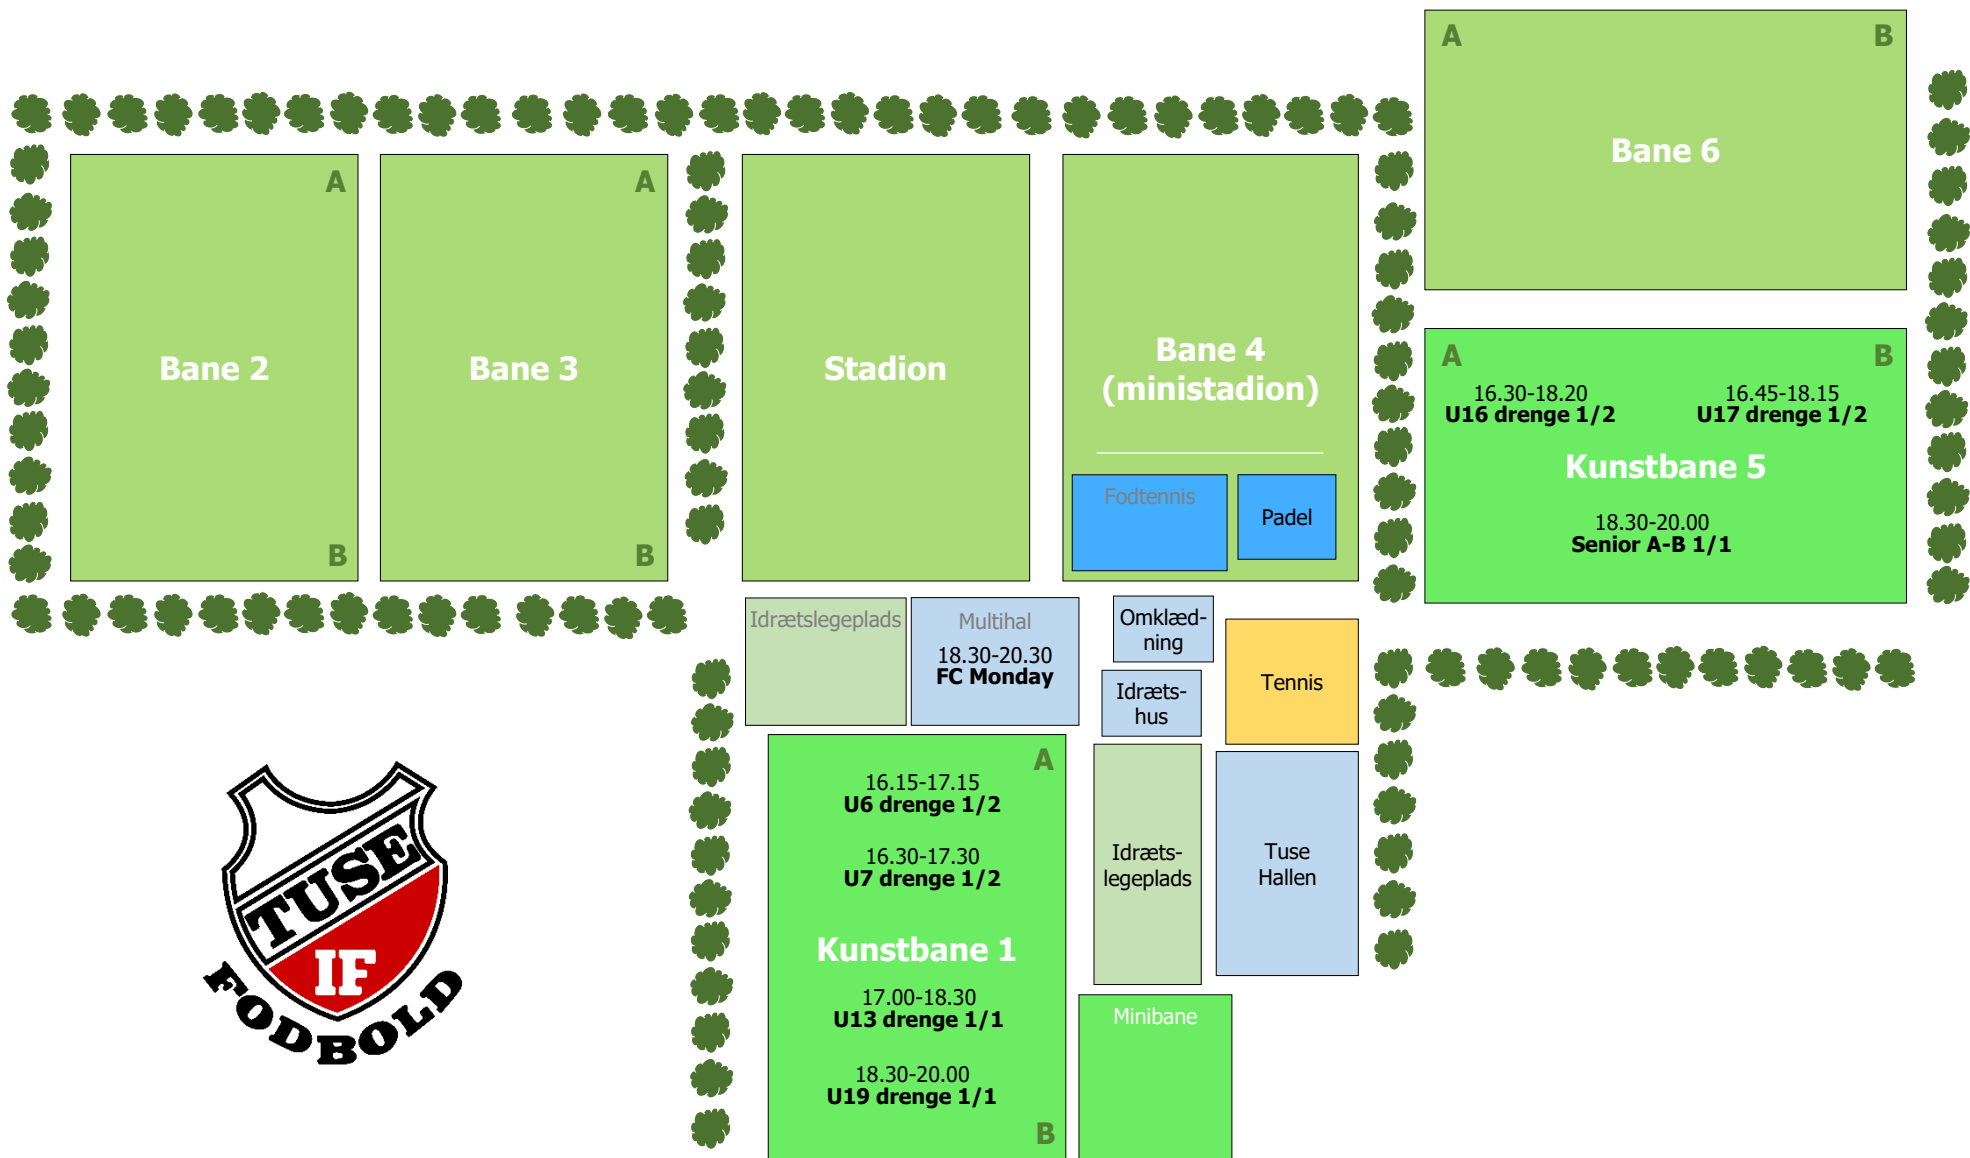 A B
Bane 6
A
Bane 2
B
A
Bane 3
B
Stadion
Bane 4
(ministadion)
Fodtennis
Padel
A B
16.30-18.20
U16 drenge 1/2
16.45-18.15
U17 drenge 1/2
Kunstbane 5
18.30-20.00
Senior A-B 1/1
Idrætslegeplads
Multihal
18.30-20.30
FC Monday
Omklæd-
ning
Idræts-
hus
Tennis
A
16.15-17.15
U6 drenge 1/2
16.30-17.30
U7 drenge 1/2
Kunstbane 1
17.00-18.30
U13 drenge 1/1
18.30-20.00
U19 drenge 1/1
B
Idræts-
legeplads
Tuse
Hallen
Minibane
TUSE
IF
FODBOLD